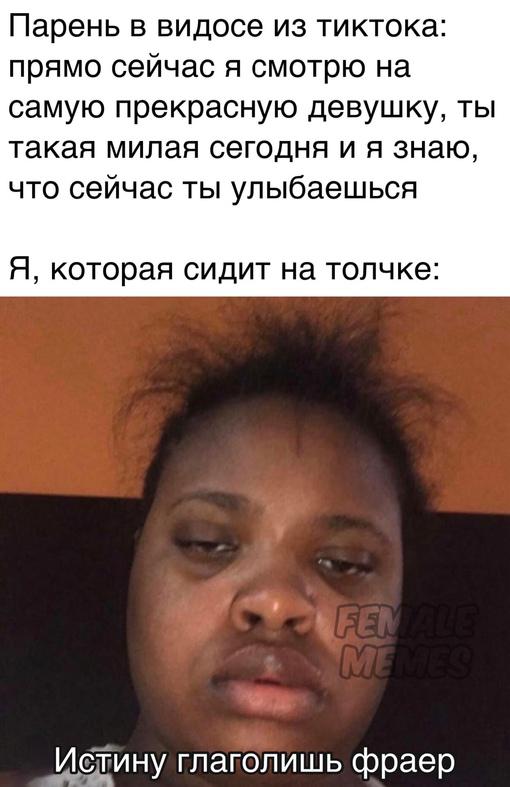 Парень в видосе из тиктока:
прямо сейчас я смотрю на
самую прекрасную девушку, ты
такая милая сегодня и я знаю,
что сейчас ты улыбаешься
Я, которая сидит на толчке:
FEMALE
MEMES
Истину глаголишь фраер